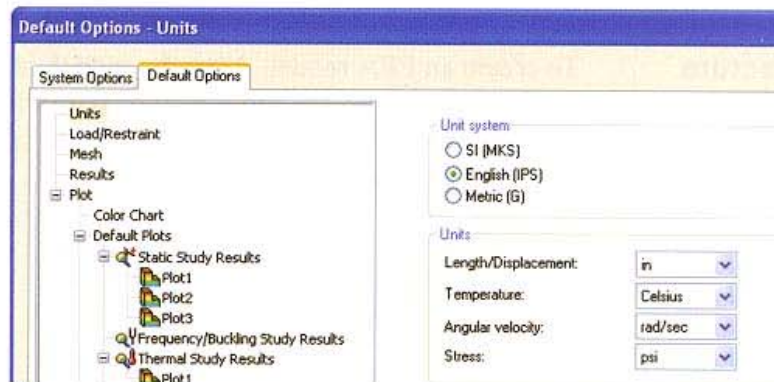 Default Options - Units
System Options
Default Options
Units
Load/Restraint
Mesh
Results
Plot
Color Chart
Default Plots
Static Study Results
Plot1
Plot2
Plot3
Frequency/Buckling Study Results
Thermal Study Results
Plot1
Unit system
SI (MKS)
English (IPS)
Metric (G)
Units
Length/Displacement:
in
Temperature:
Celsius
Angular velocity:
rad/sec
Stress:
psi